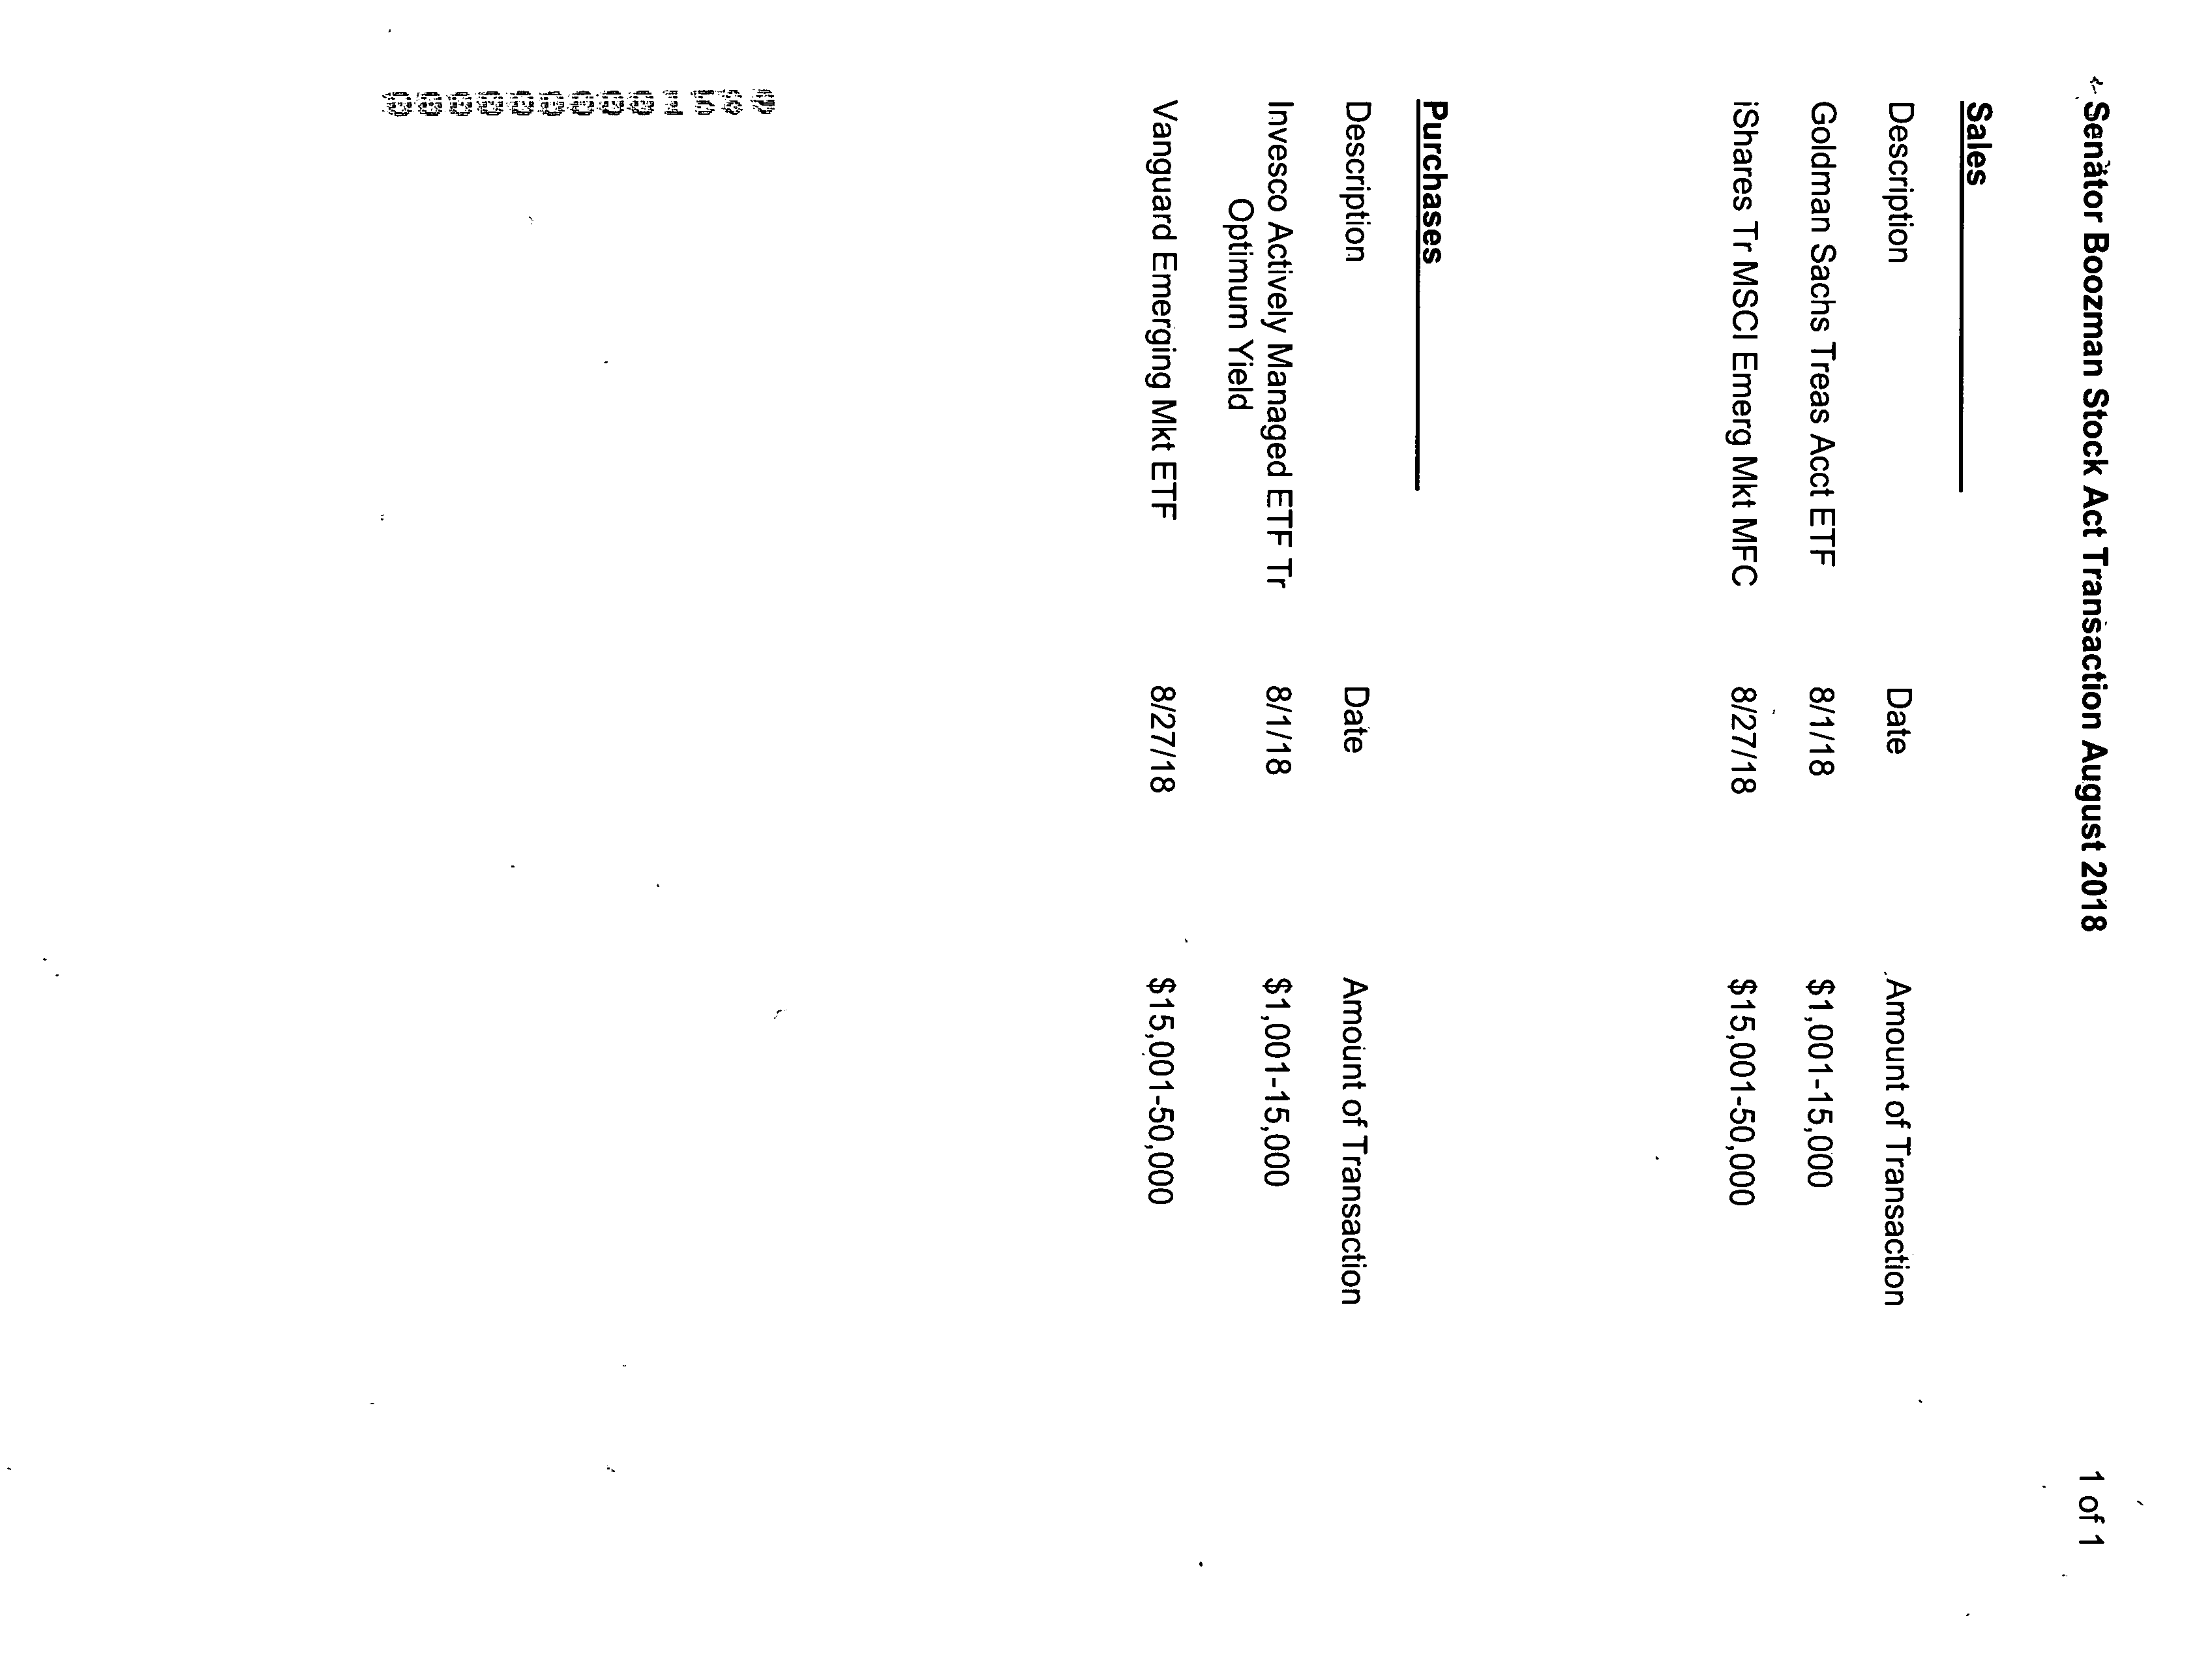 Senator Boozman Stock Act Transaction August 2018 1 of 1
Sales
Description Date Amount of Transaction
Goldman Sachs Treas Acct ETF 8/1/18 $1,001-15,000
iShares Tr MSCI Emerg Mkt MFC 8/27/18 $15,001-50,000
Purchases
Description Date Amount of Transaction
Invesco Actively Managed ETF Tr 8/1/18 $1,001-15,000
Optimum Yield
Vanguard Emerging Mkt ETF 8/27/18 $15,001-50,000